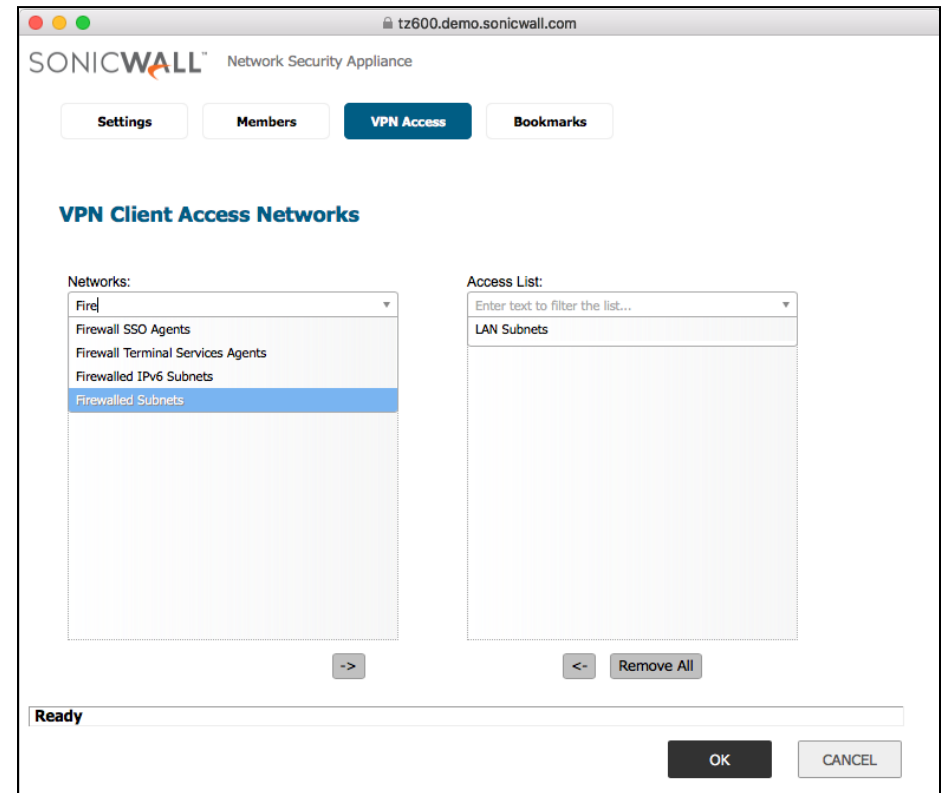 tz600.demo.sonicwall.com
SONICWALL™ Network Security Appliance
Settings Members VPN Access Bookmarks
VPN Client Access Networks
Networks: Access List:
Fire Enter text to filter the list...
Firewall SSO Agents LAN Subnets
Firewall Terminal Services Agents
Firewalled IPv6 Subnets
Firewalled Subnets
-> <- Remove All
Ready
OK CANCEL